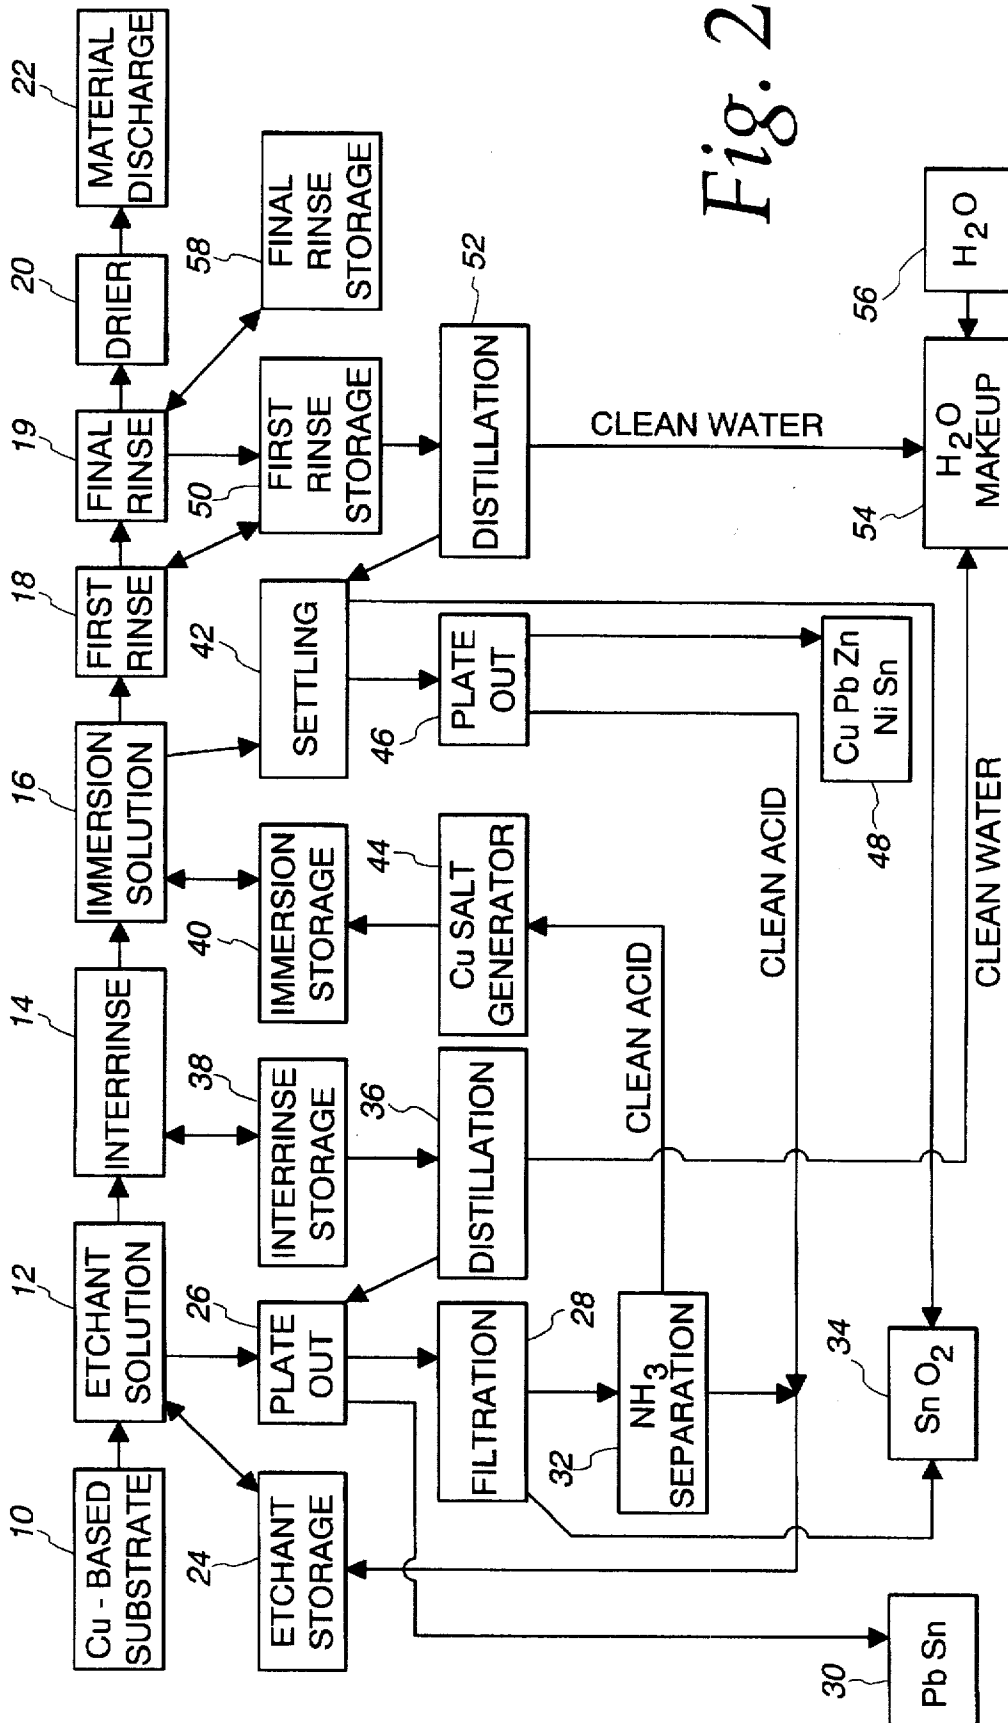 10
Cu - BASED
SUBSTRATE
12
ETCHANT
SOLUTION
14
INTERRINSE
16
IMMERSION
SOLUTION
18
FIRST
RINSE
19
FINAL
RINSE
20
DRIER
22
MATERIAL
DISCHARGE
24
ETCHANT
STORAGE
26
PLATE
OUT
38
INTERRINSE
STORAGE
40
IMMERSION
STORAGE
42
SETTLING
50
FIRST
RINSE
STORAGE
58
FINAL
RINSE
STORAGE
28
FILTRATION
36
DISTILLATION
44
Cu SALT
GENERATOR
46
PLATE
OUT
52
DISTILLATION
32
NH3
SEPARATION
CLEAN ACID
CLEAN WATER
CLEAN ACID
48
Cu Pb Zn
Ni Sn
30
Pb Sn
34
Sn O2
CLEAN WATER
54
H2O
MAKEUP
56
H2O
Fig. 2